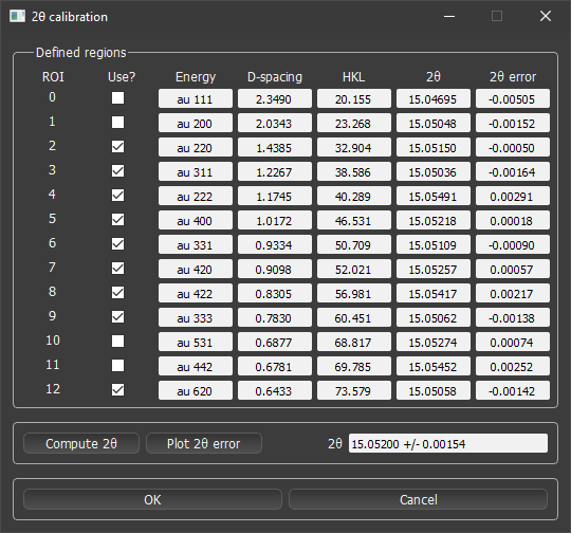 2θ calibration
Defined regions
ROI Use? Energy D-spacing HKL 2θ 2θ error
0 au 111 2.3490 20.155 15.04695 -0.00505
1 au 200 2.0343 23.268 15.05048 -0.00152
2 au 220 1.4385 32.904 15.05150 -0.00050
3 au 311 1.2267 38.586 15.05036 -0.00164
4 au 222 1.1745 40.289 15.05491 0.00291
5 au 400 1.0172 46.531 15.05218 0.00018
6 au 331 0.9334 50.709 15.05109 -0.00090
7 au 420 0.9098 52.021 15.05257 0.00057
8 au 422 0.8305 56.981 15.05417 0.00217
9 au 333 0.7830 60.451 15.05062 -0.00138
10 au 531 0.6877 68.817 15.05274 0.00074
11 au 442 0.6781 69.785 15.05452 0.00252
12 au 620 0.6433 73.579 15.05058 -0.00142
Compute 2θ Plot 2θ error 2θ 15.05200 +/- 0.00154
OK Cancel